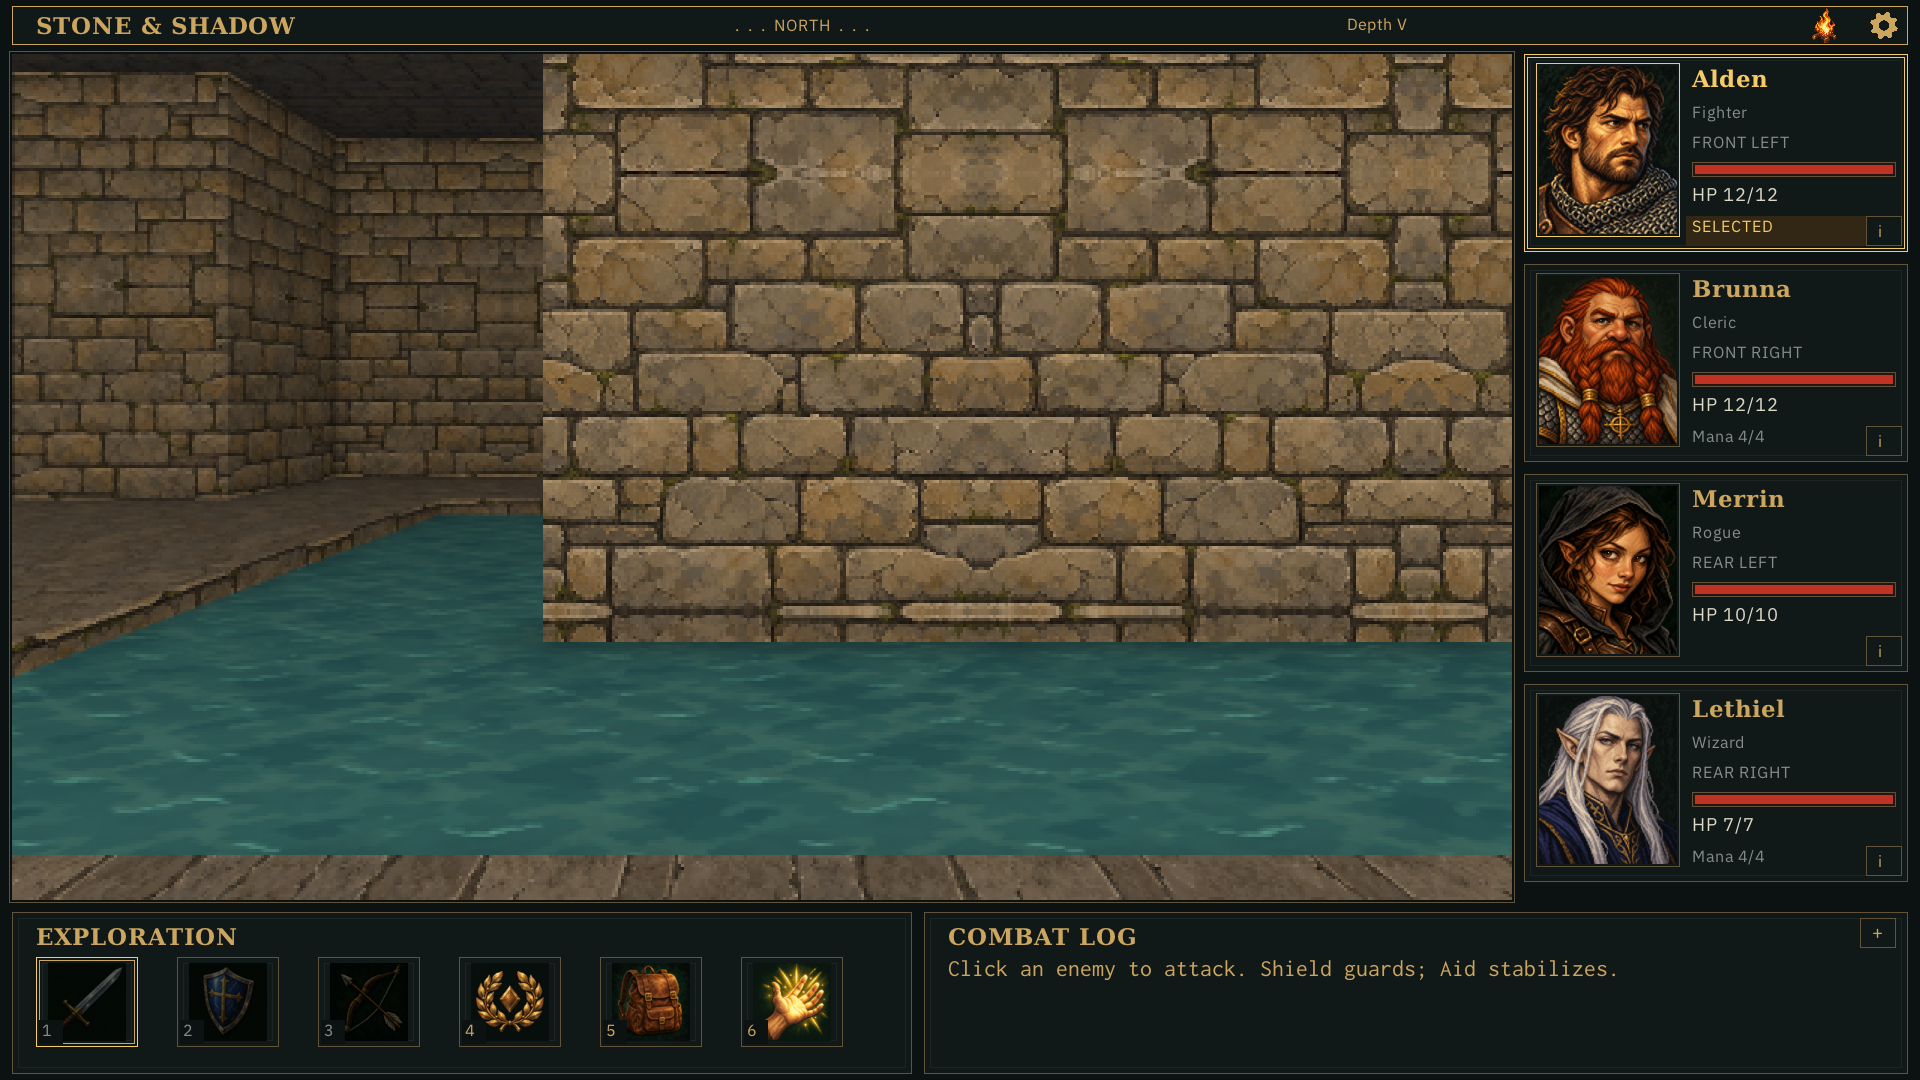 STONE & SHADOW
. . . NORTH . . .
Depth V
Alden
Fighter
FRONT LEFT
HP 12/12
SELECTED
i
Brunna
Cleric
FRONT RIGHT
HP 12/12
Mana 4/4
i
Merrin
Rogue
REAR LEFT
HP 10/10
i
Lethiel
Wizard
REAR RIGHT
HP 7/7
Mana 4/4
i
EXPLORATION
1
2
3
4
5
6
COMBAT LOG
+
Click an enemy to attack. Shield guards; Aid stabilizes.